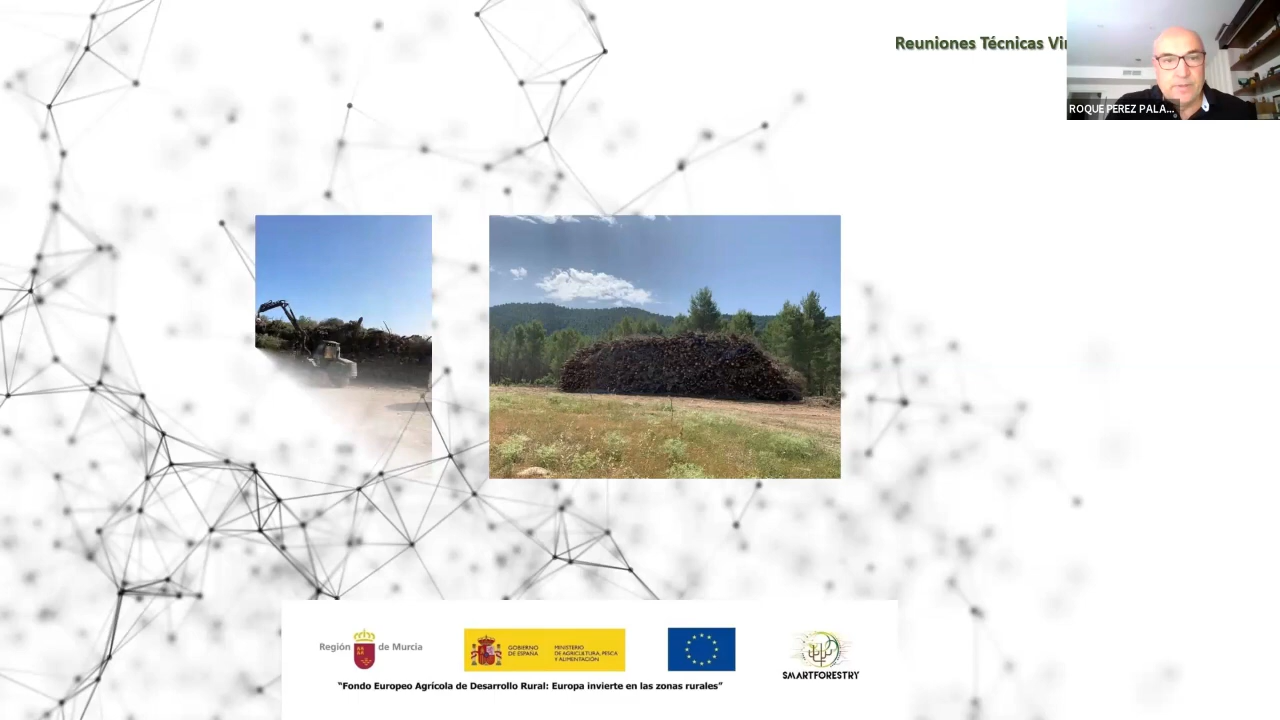 Reuniones Técnicas
ROQUE PEREZ PALA...
Región de Murcia
GOBIERNO
DE ESPAÑA
MINISTERIO
DE AGRICULTURA, PESCA
Y ALIMENTACIÓN
SMARTFORESTRY
"Fondo Europeo Agrícola de Desarrollo Rural: Europa invierte en las zonas rurales"